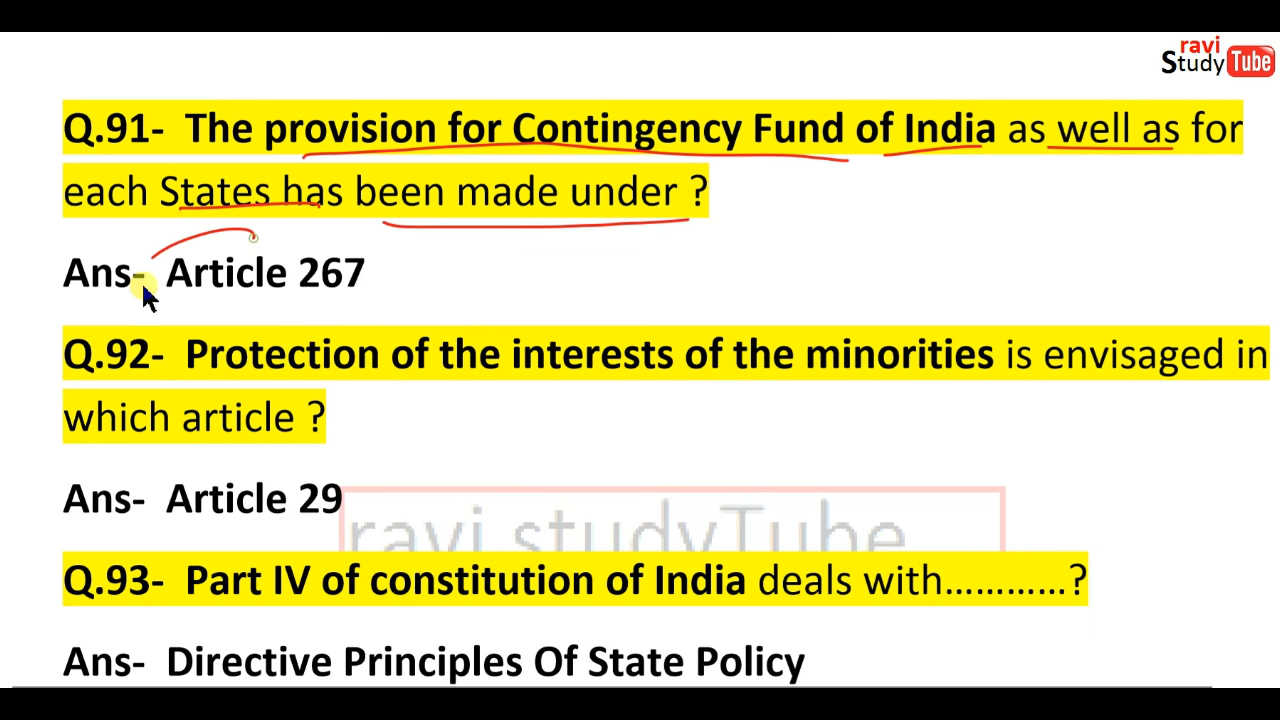 ravi
Study Tube
Q.91- The provision for Contingency Fund of India as well as for
each States has been made under ?
Ans- Article 267
Q.92- Protection of the interests of the minorities is envisaged in
which article ?
Ans- Article 29
ravi studyTube
Q.93- Part IV of constitution of India deals with…………?
Ans- Directive Principles Of State Policy